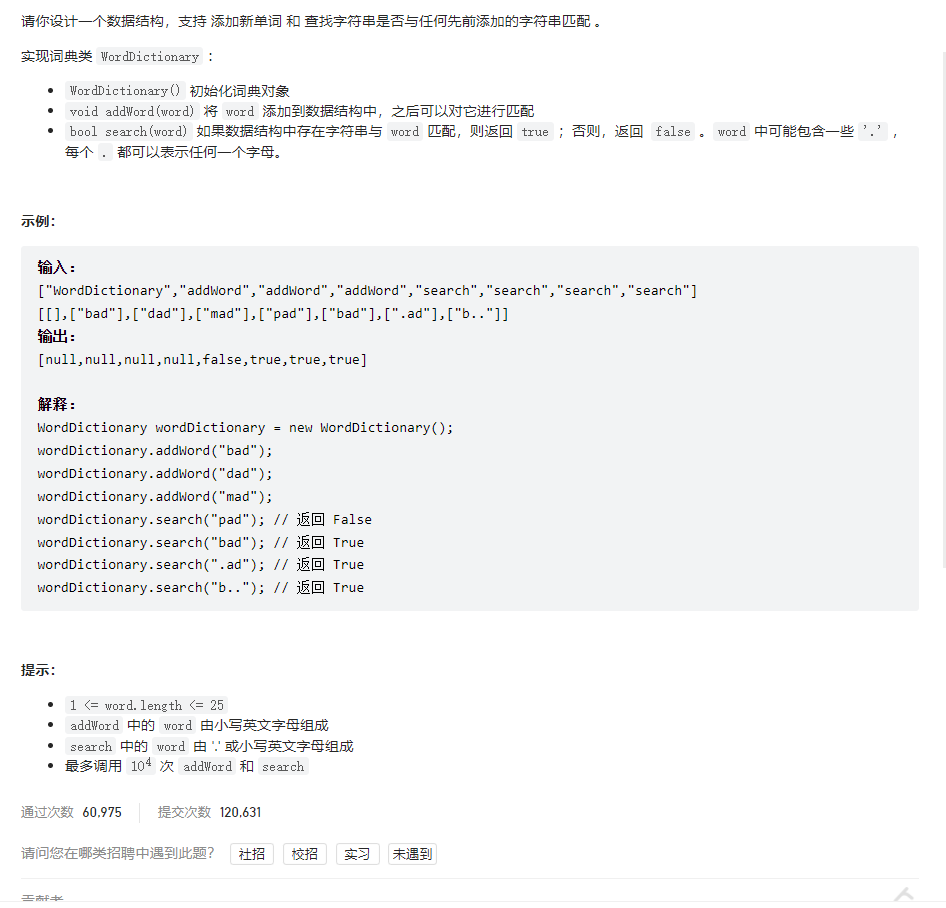 请你设计一个数据结构，支持 添加新单词 和 查找字符串是否与任何先前添加的字符串匹配 。
实现词典类 WordDictionary ：
WordDictionary() 初始化词典对象
void addWord(word) 将 word 添加到数据结构中，之后可以对它进行匹配
bool search(word) 如果数据结构中存在字符串与 word 匹配，则返回 true ；否则，返回 false 。word 中可能包含一些 '.' ，
每个 . 都可以表示任何一个字母。
示例：
输入：
["WordDictionary","addWord","addWord","addWord","search","search","search","search"]
[[],["bad"],["dad"],["mad"],["pad"],["bad"],[".ad"],["b.."]]
输出：
[null,null,null,null,false,true,true,true]
解释：
WordDictionary wordDictionary = new WordDictionary();
wordDictionary.addWord("bad");
wordDictionary.addWord("dad");
wordDictionary.addWord("mad");
wordDictionary.search("pad"); // 返回 False
wordDictionary.search("bad"); // 返回 True
wordDictionary.search(".ad"); // 返回 True
wordDictionary.search("b.."); // 返回 True
提示：
1 <= word.length <= 25
addWord 中的 word 由小写英文字母组成
search 中的 word 由 '.' 或小写英文字母组成
最多调用 10⁴ 次 addWord 和 search
通过次数 60,975 提交次数 120,631
请问您在哪类招聘中遇到此题？ 社招 校招 实习 未遇到
贡献者